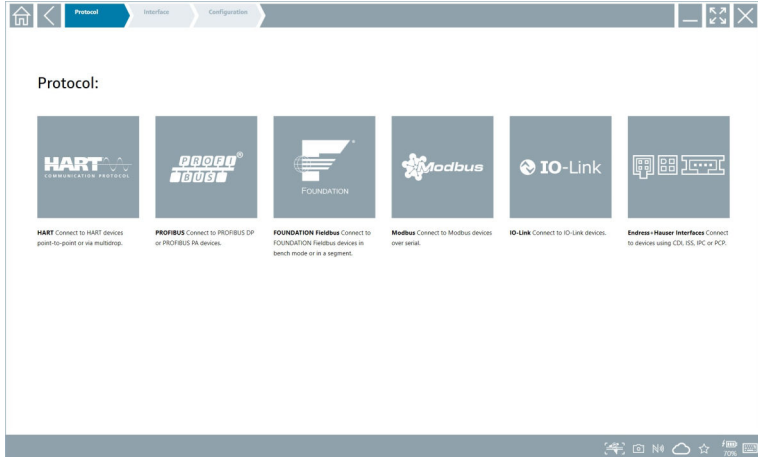 Protocol
Interface
Configuration
Protocol:
HART
COMMUNICATION PROTOCOL
PROFI
BUS
®
FOUNDATION
Modbus
IO-Link
HART Connect to HART devices
point-to-point or via multidrop.
PROFIBUS Connect to PROFIBUS DP
or PROFIBUS PA devices.
FOUNDATION Fieldbus Connect to
FOUNDATION Fieldbus devices in
bench mode or in a segment.
Modbus Connect to Modbus devices
over serial.
IO-Link Connect to IO-Link devices.
Endress+Hauser Interfaces Connect
to devices using CDI, ISS, IPC or PCP.
70%